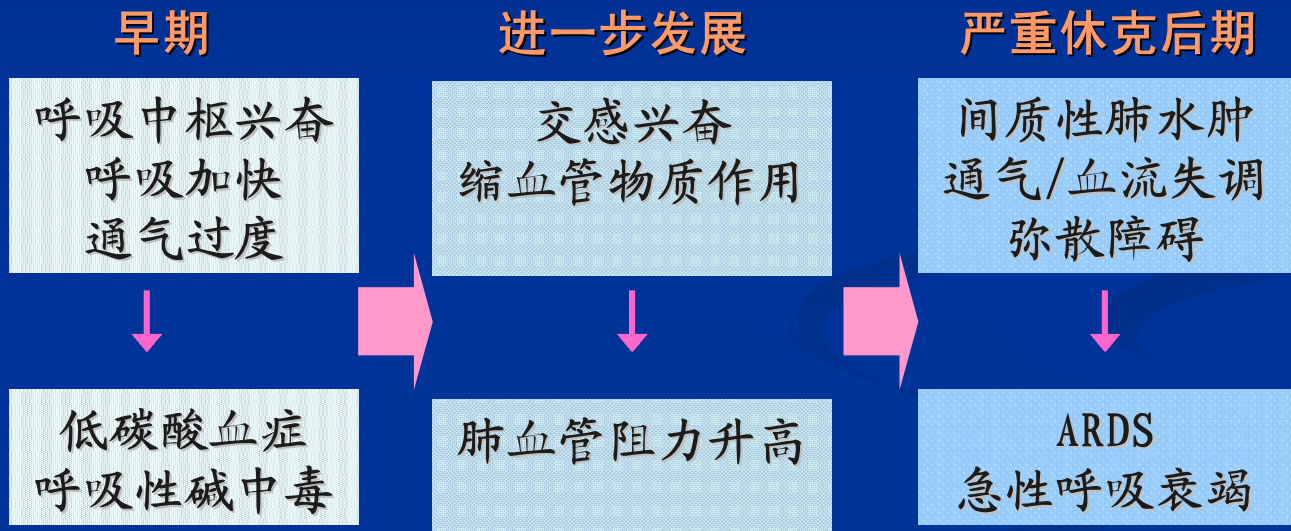 早期
呼吸中枢兴奋
呼吸加快
通气过度
低碳酸血症
呼吸性碱中毒
进一步发展
交感兴奋
缩血管物质作用
肺血管阻力升高
严重休克后期
间质性肺水肿
通气/血流失调
弥散障碍
ARDS
急性呼吸衰竭